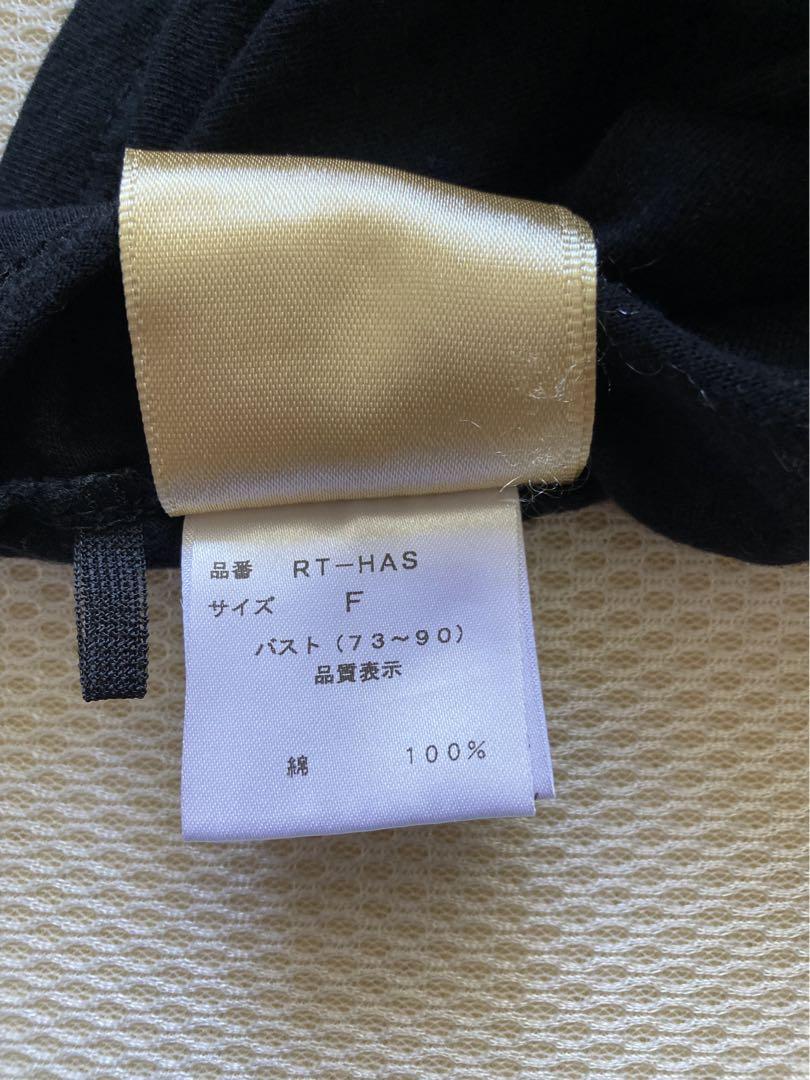 品番 RT-HAS
サイズ F
バスト(73〜90)
品質表示
綿 100%